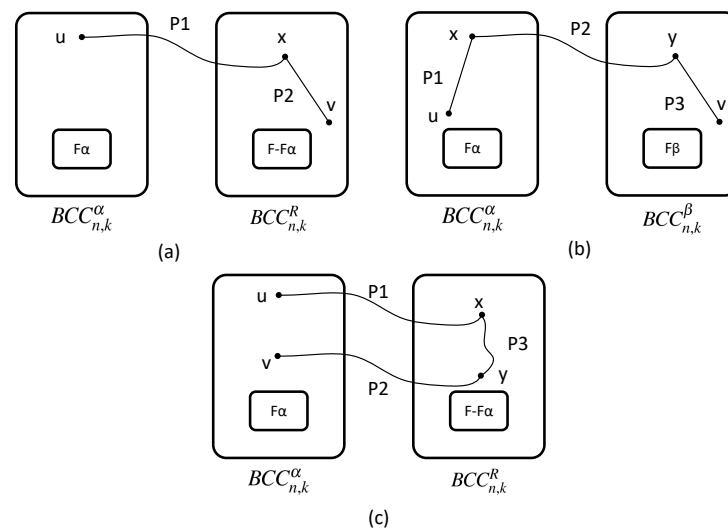 u P1 x
P2
v
Fα F-Fα
BCC^α_{n,k} BCC^R_{n,k}
(a)
x P2 y
P1
P3
u v
Fα Fβ
BCC^α_{n,k} BCC^β_{n,k}
(b)
u P1 x
P3
v P2 y
Fα F-Fα
BCC^α_{n,k} BCC^R_{n,k}
(c)